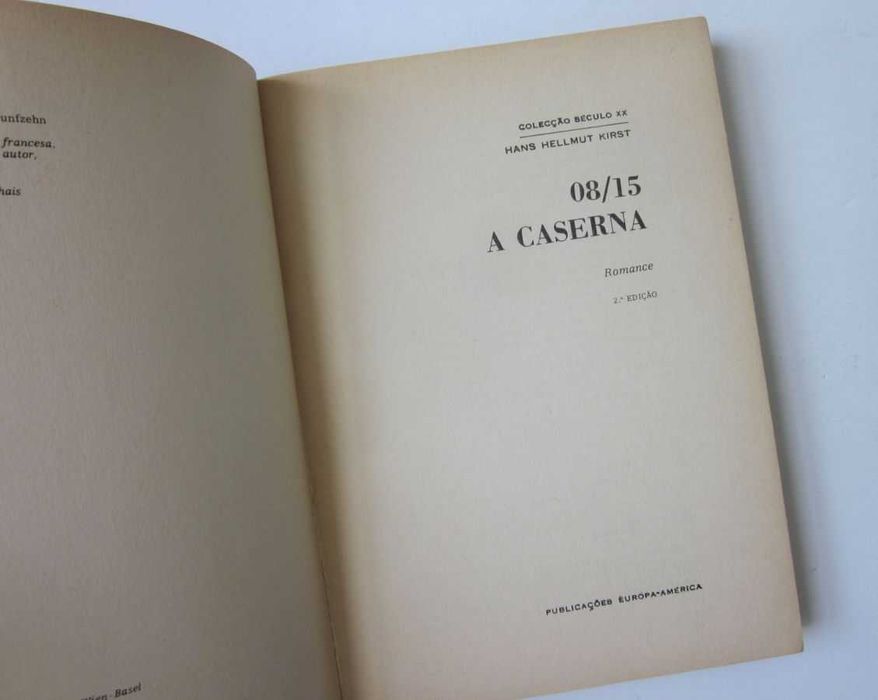 unfzehn
francesa,
autor,
hais
Wien-Basel
COLECÇÃO SÉCULO XX
HANS HELLMUT KIRST
08/15
A CASERNA
Romance
2.ª EDIÇÃO
PUBLICAÇÕES EUROPA-AMÉRICA